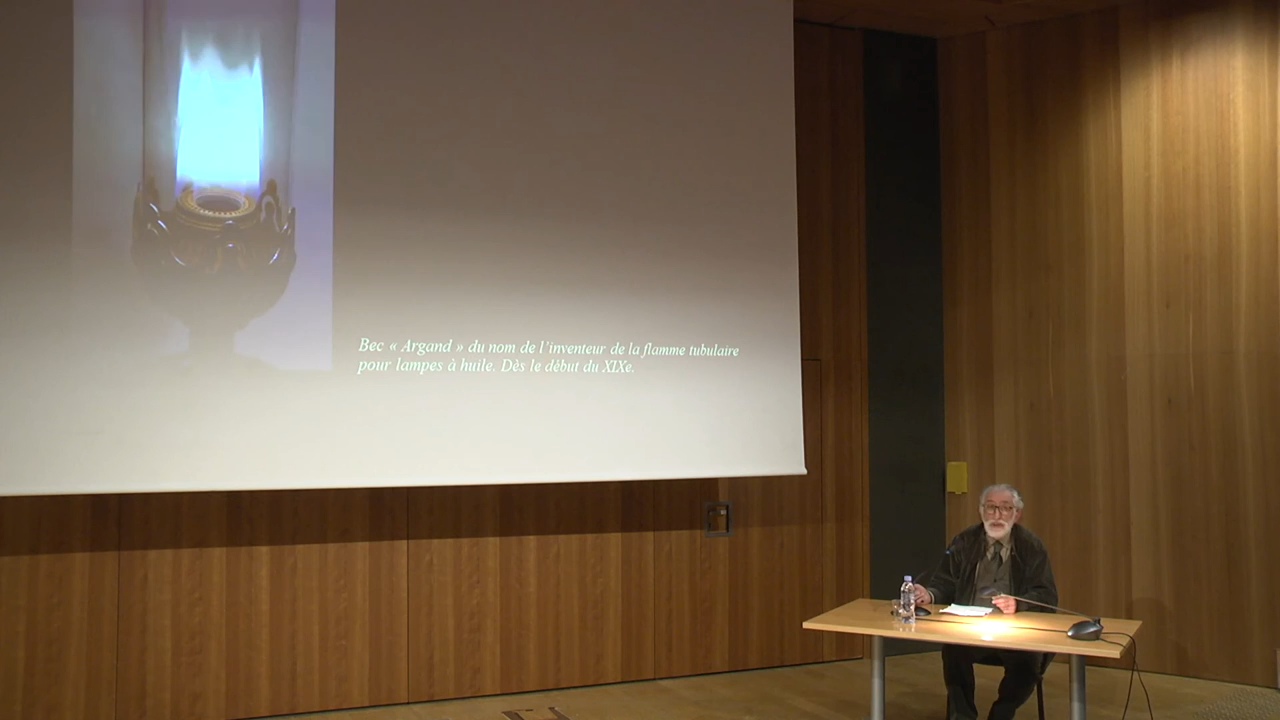 Bec « Argand » du nom de l'inventeur de la flamme tubulaire
pour lampes à huile. Dès le début du XIXe.